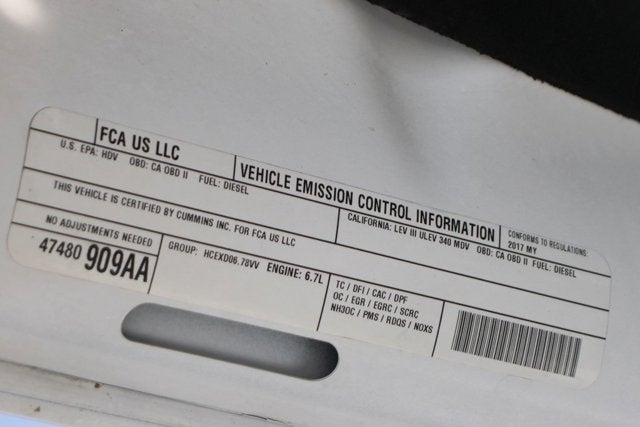 FCA US LLC
VEHICLE EMISSION CONTROL INFORMATION
CONFORMS TO REGULATIONS:
2017 MY
U.S. EPA: HDV OBD: CA OBD II FUEL: DIESEL
CALIFORNIA: LEV III ULEV 340 MDV OBD: CA OBD II FUEL: DIESEL
THIS VEHICLE IS CERTIFIED BY CUMMINS INC. FOR FCA US LLC
NO ADJUSTMENTS NEEDED
47480 909AA
GROUP: HCEXD06.78VV ENGINE: 6.7L
TC / DFI / CAC / DPF
OC / EGR / EGRC / SCRC
NH3OC / PMS / RDQS / NOXS